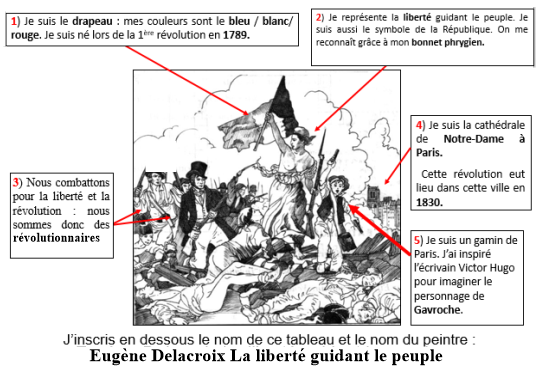 1) Je suis le drapeau : mes couleurs sont le bleu / blanc/
rouge. Je suis né lors de la 1ère révolution en 1789.
2) Je représente la liberté guidant le peuple. Je
suis aussi le symbole de la République. On me
reconnaît grâce à mon bonnet phrygien.
3) Nous combattons
pour la liberté et la
révolution : nous
sommes donc des
révolutionnaires
4) Je suis la cathédrale
de Notre-Dame à
Paris.
Cette révolution eut
lieu dans cette ville en
1830.
5) Je suis un gamin de
Paris. J'ai inspiré
l'écrivain Victor Hugo
pour imaginer le
personnage de
Gavroche.
J'inscris en dessous le nom de ce tableau et le nom du peintre :
Eugène Delacroix La liberté guidant le peuple